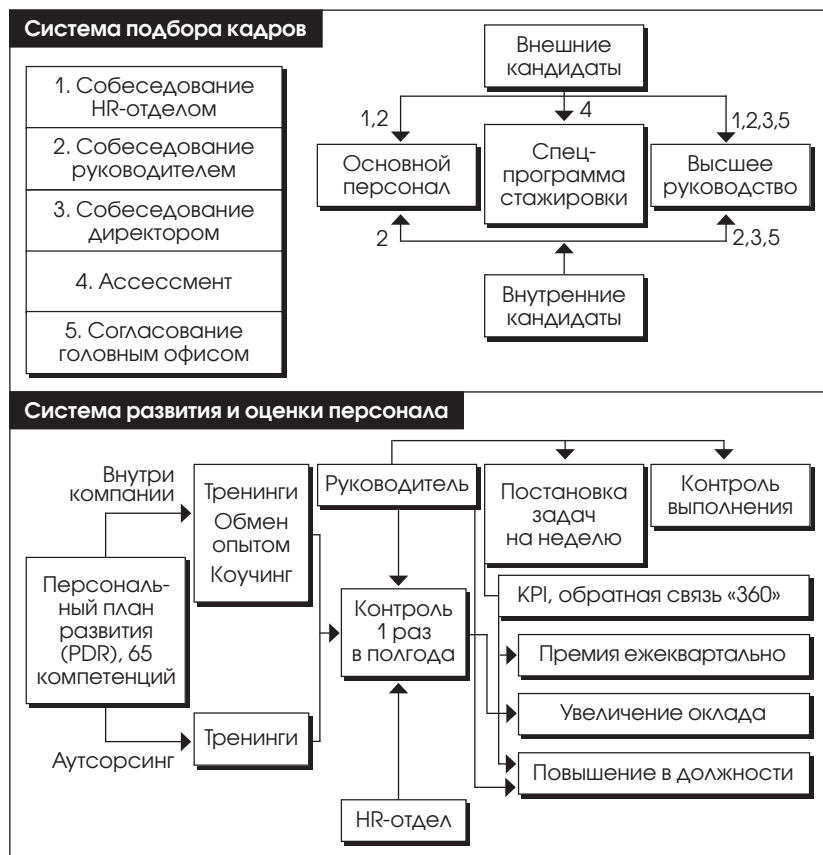 Система подбора кадров
1. Собеседование
HR-отделом
2. Собеседование
руководителем
3. Собеседование
директором
4. Ассессмент
5. Согласование
головным офисом
Внешние
кандидаты
1,2
4
1,2,3,5
Основной
персонал
Спец-
программа
стажировки
Высшее
руководство
2
2,3,5
Внутренние
кандидаты
Система развития и оценки персонала
Внутри
компании
Персональ-
ный план
развития
(PDR), 65
компетенций
Аутсорсинг
Тренинги
Обмен
опытом
Коучинг
Тренинги
Руководитель
Контроль
1 раз
в полгода
HR-отдел
Постановка
задач
на неделю
Контроль
выполнения
KPI, обратная связь «360»
Премия ежеквартально
Увеличение оклада
Повышение в должности